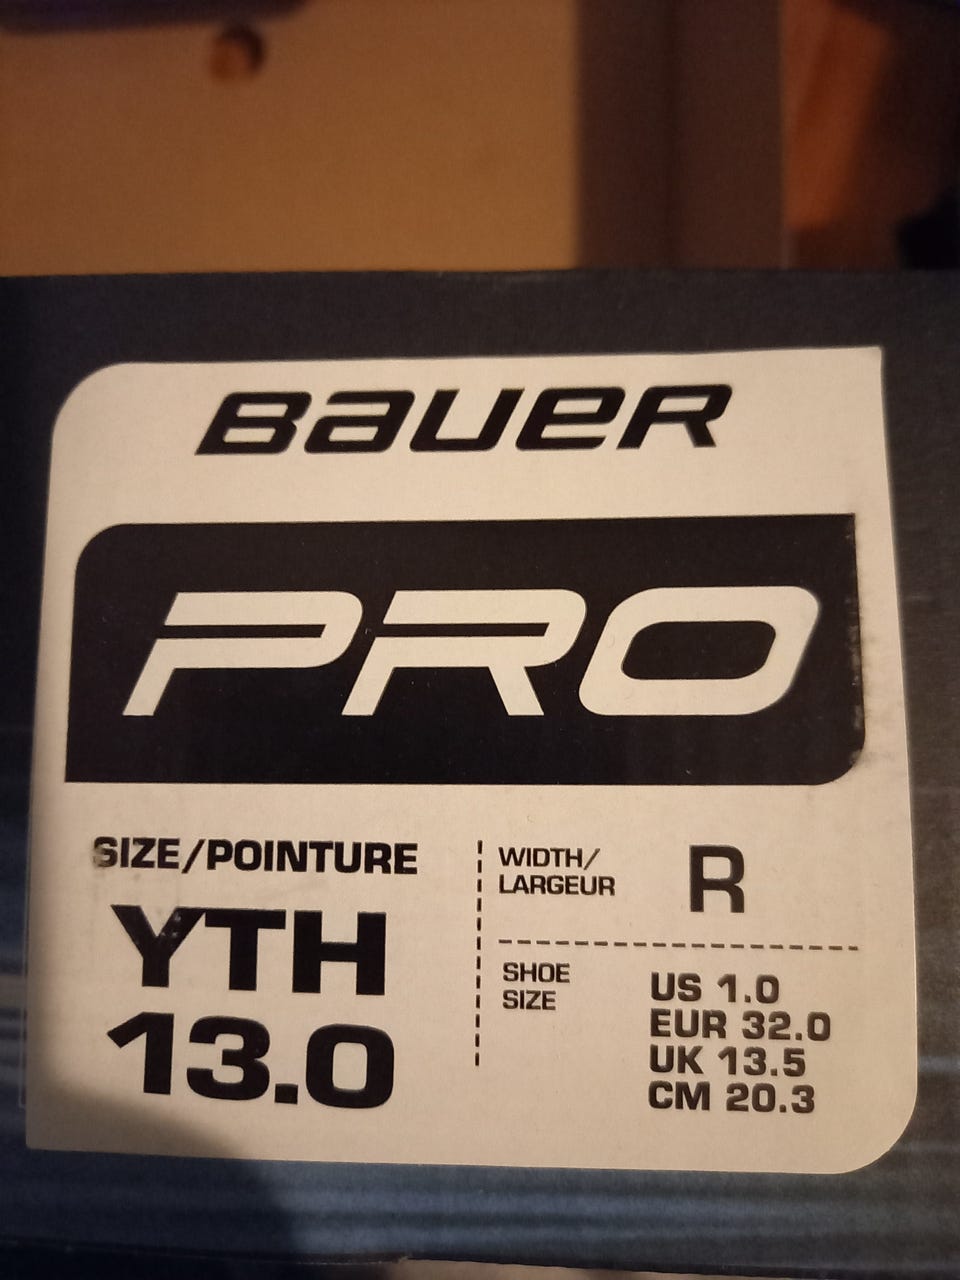 BAUER
PRO
SIZE/POINTURE
YTH
13.0
WIDTH/
LARGEUR
R
SHOE
SIZE
US 1.0
EUR 32.0
UK 13.5
CM 20.3